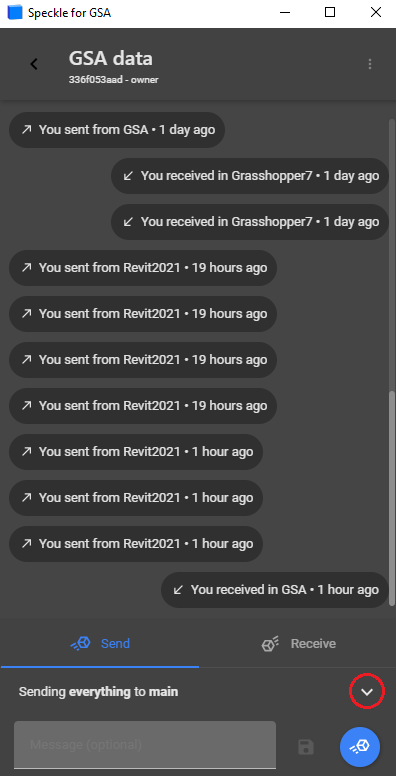 Speckle for GSA
GSA data
336f053aad - owner
You sent from GSA • 1 day ago
You received in Grasshopper7 • 1 day ago
You received in Grasshopper7 • 1 day ago
You sent from Revit2021 • 19 hours ago
You sent from Revit2021 • 19 hours ago
You sent from Revit2021 • 19 hours ago
You sent from Revit2021 • 19 hours ago
You sent from Revit2021 • 1 hour ago
You sent from Revit2021 • 1 hour ago
You sent from Revit2021 • 1 hour ago
You received in GSA • 1 hour ago
Send Receive
Sending everything to main
Message (optional)